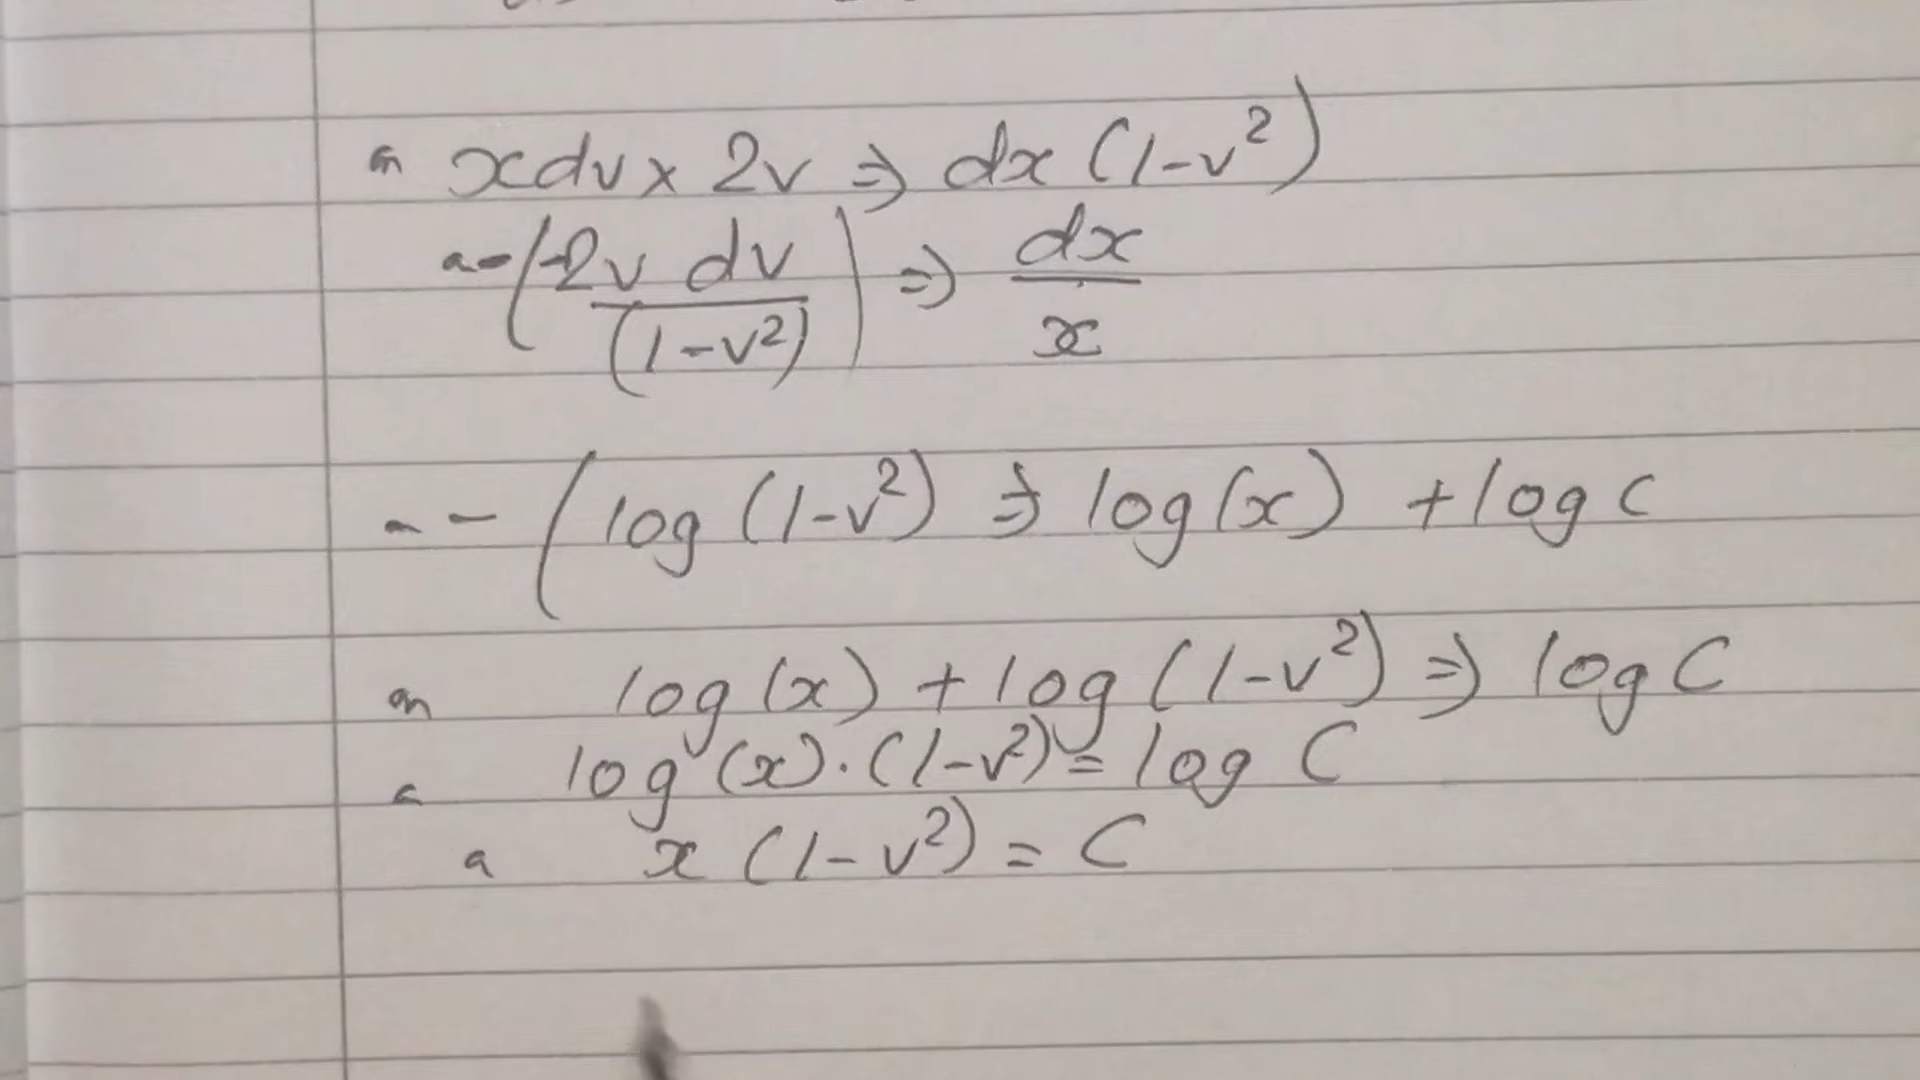 x dv × 2v ⇒ dx (1-v²)
-(-2v dv / (1-v²)) ⇒ dx / x
- (log (1-v²) ⇒ log(x) + log C
log(x) + log (1-v²) ⇒ log C
log (x).(1-v²) = log C
x (1-v²) = C